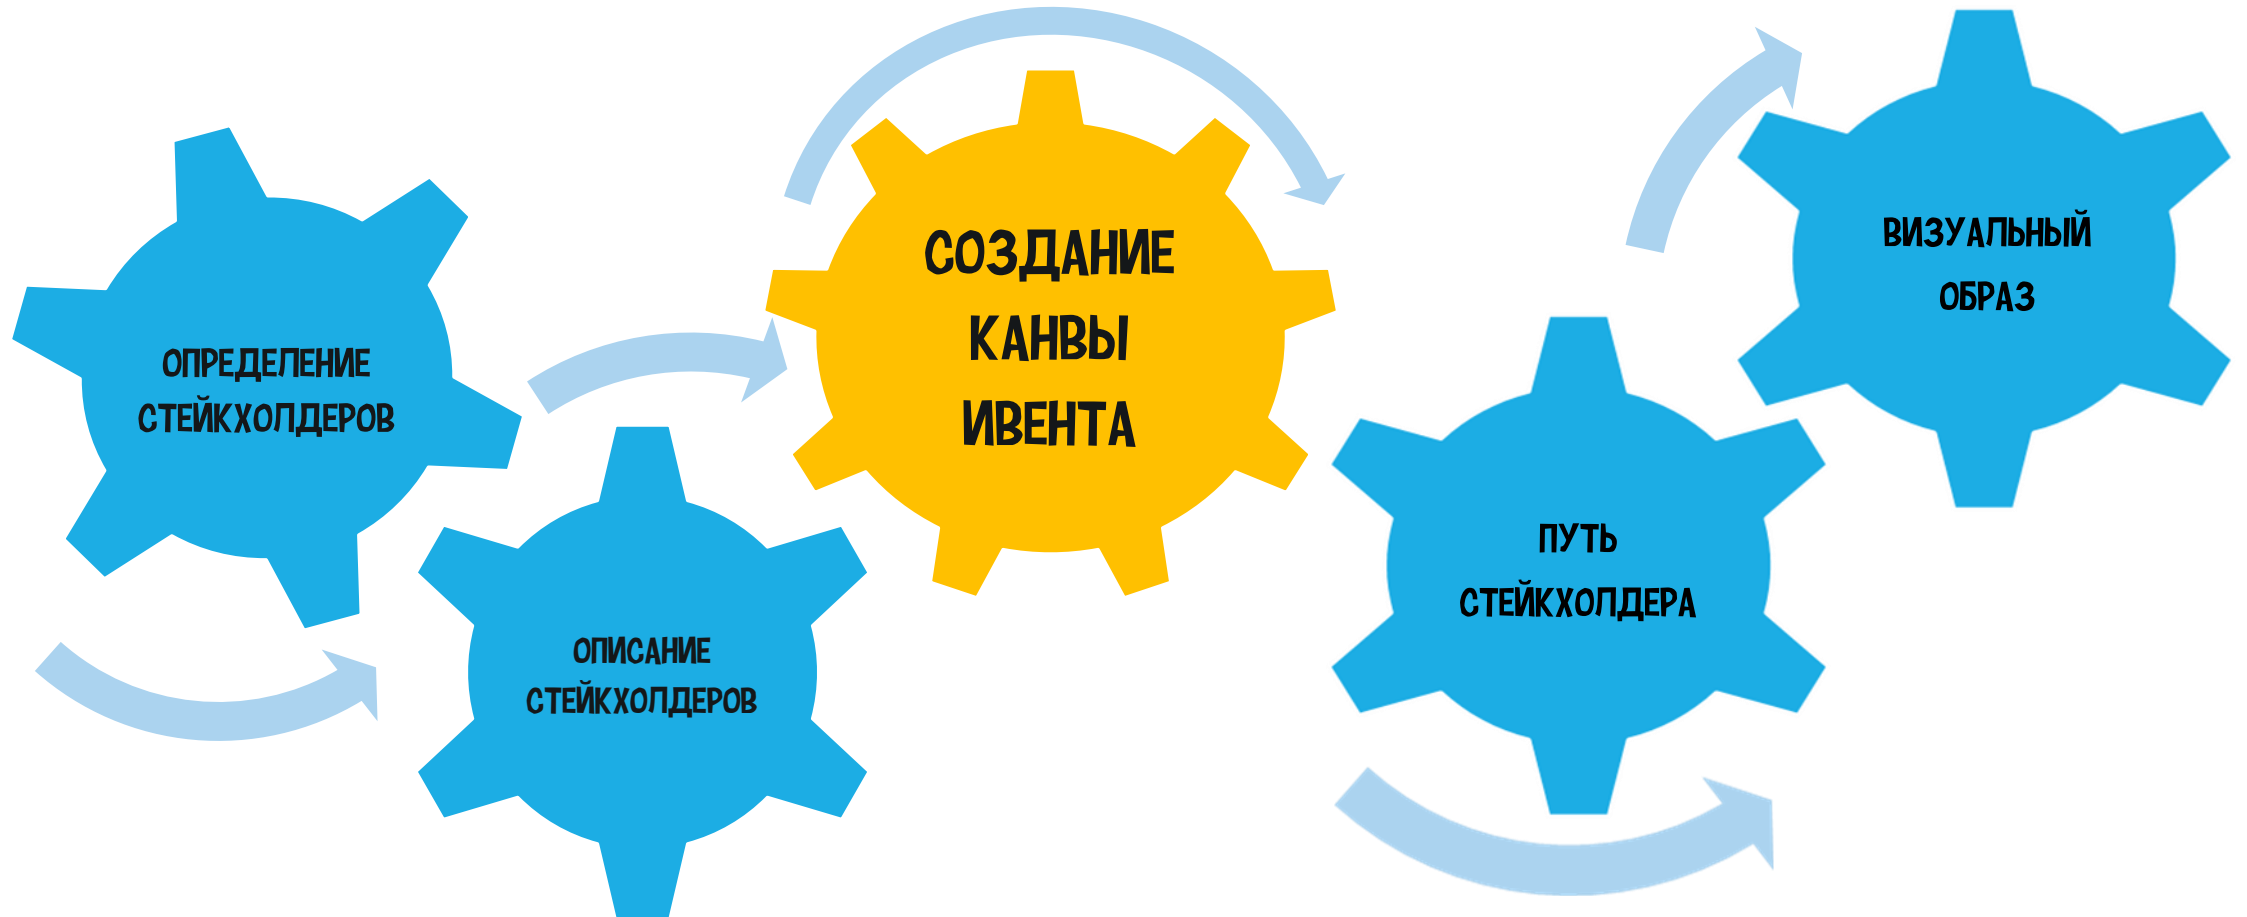 ОПРЕДЕЛЕНИЕ
СТЕЙКХОЛДЕРОВ
ОПИСАНИЕ
СТЕЙКХОЛДЕРОВ
СОЗДАНИЕ
КАНВЫ
ИВЕНТА
ПУТЬ
СТЕЙКХОЛДЕРА
ВИЗУАЛЬНЫЙ
ОБРАЗ